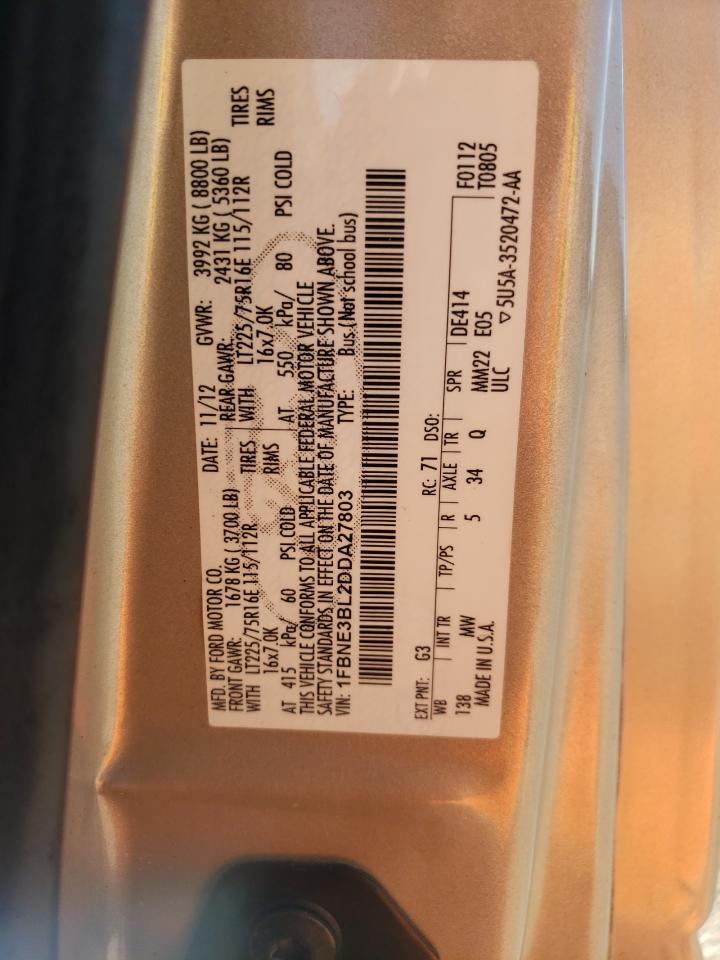 MFD. BY FORD MOTOR CO. DATE: 11/12 GVWR: 3992 KG ( 8800 LB)
FRONT GAWR: 1678 KG ( 3700 LB) REAR GAWR: 2431 KG ( 5360 LB)
WITH LT225/75R16E 115/112R TIRES WITH LT225/75R16E 115/112R TIRES
16x7.0K RIMS 16x7.0K RIMS
AT 415 kPa/ 60 PSI COLD AT 550 kPa/ 80 PSI COLD
THIS VEHICLE CONFORMS TO ALL APPLICABLE FEDERAL MOTOR VEHICLE
SAFETY STANDARDS IN EFFECT ON THE DATE OF MANUFACTURE SHOWN ABOVE.
VIN: 1FBNE3BL2DDA27803 TYPE: Bus (Not school bus)
EXT PNT: G3 RC: 71 DSO: F0112
WB INT TR TP/PS R AXLE TR SPR DE414 T0805
138 MW 5 34 Q MM22 E05
MADE IN U.S.A. ULC ▽5U5A-3520472-AA